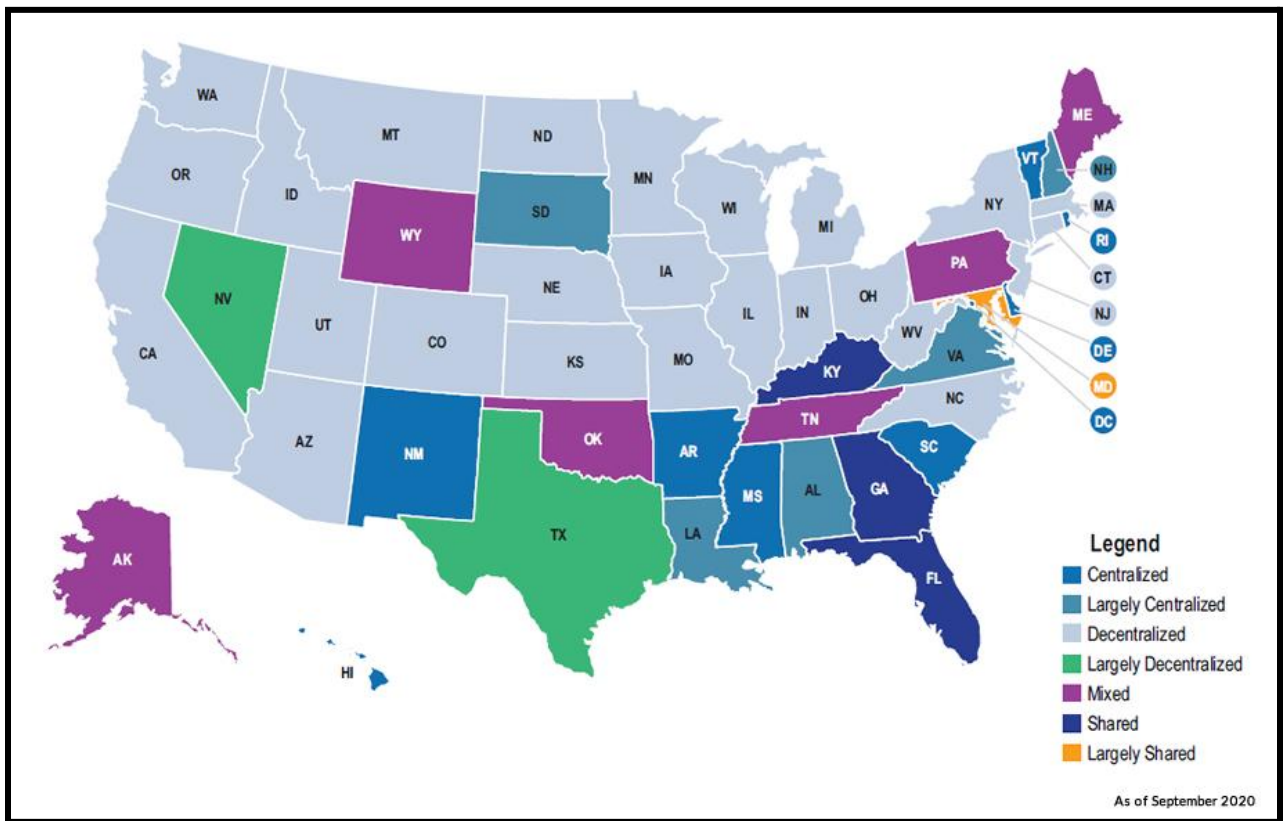 WA
MT
ND
MN
OR
ID
SD
WI
MI
NY
VT
ME
NH
MA
RI
CT
NJ
DE
MD
DC
WY
NV
UT
CA
CO
NE
IA
IL
IN
OH
PA
WV
VA
KS
MO
KY
NC
TN
AZ
NM
OK
AR
SC
TX
LA
MS
AL
GA
FL
AK
HI
Legend
Centralized
Largely Centralized
Decentralized
Largely Decentralized
Mixed
Shared
Largely Shared
As of September 2020